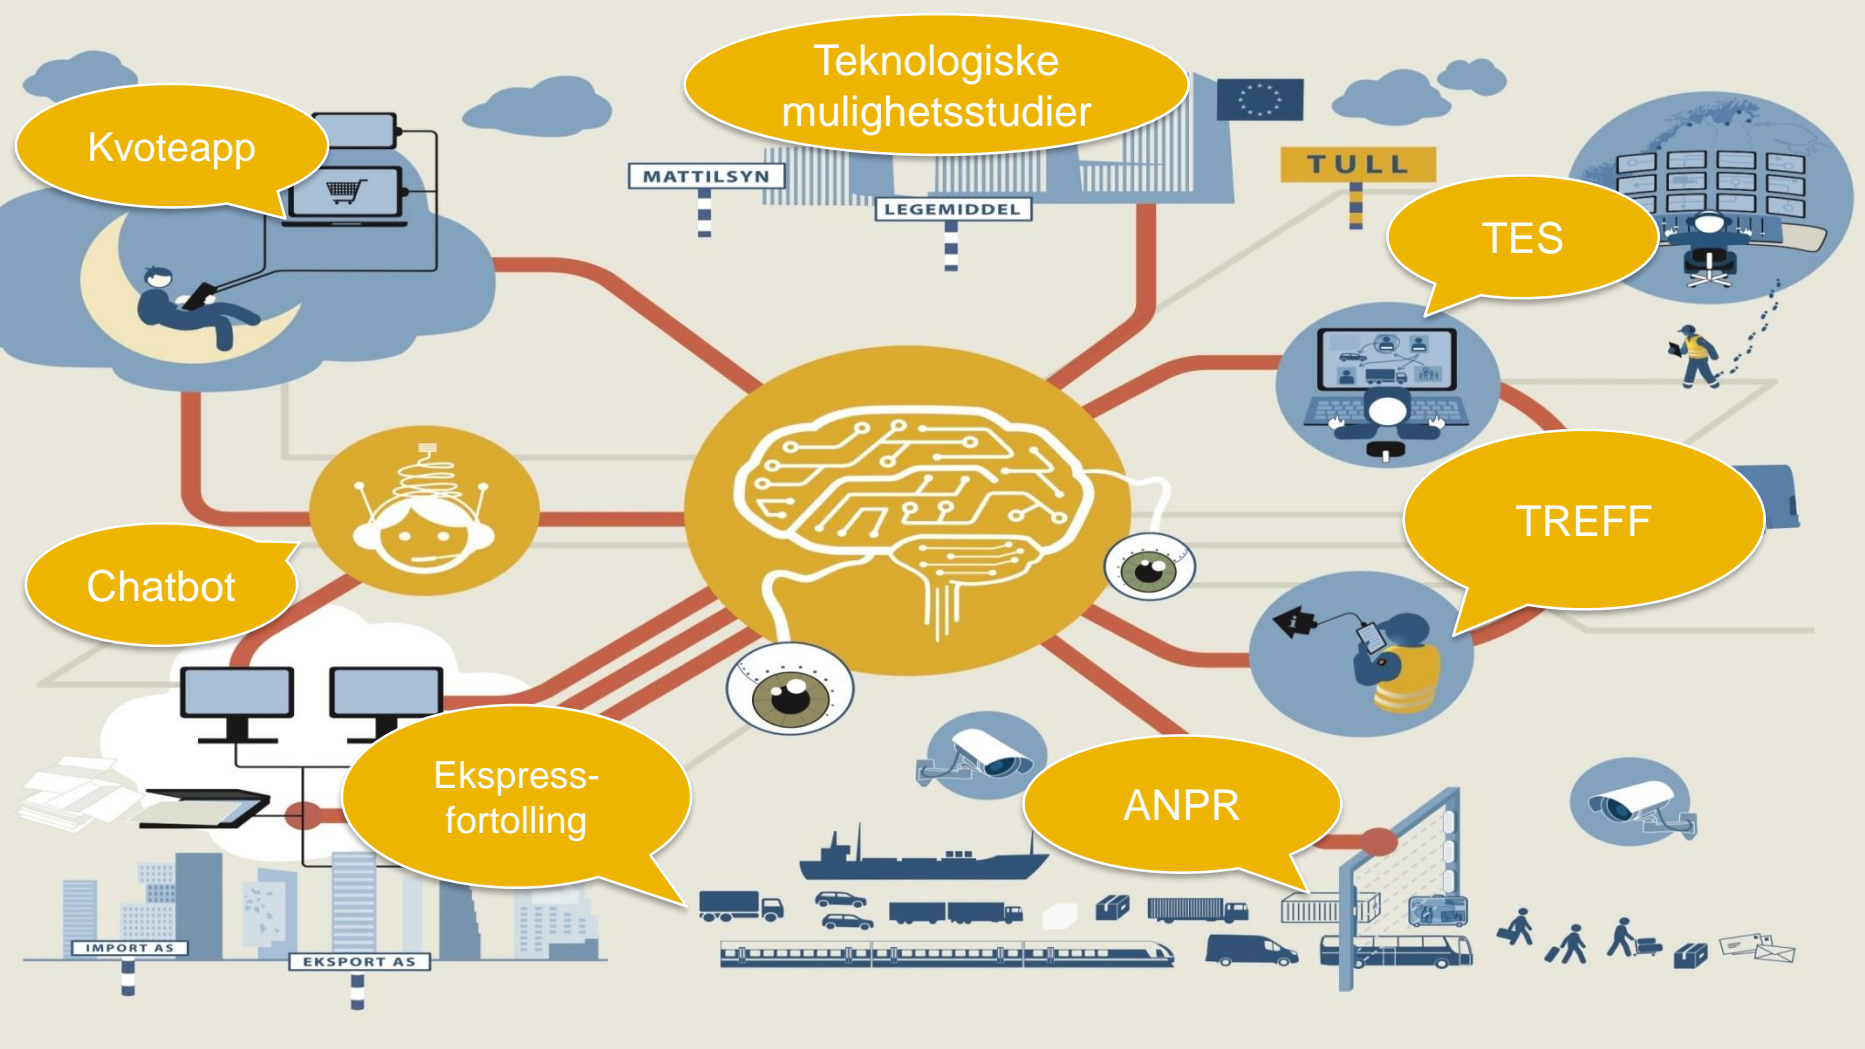 Teknologiske
mulighetsstudier
Kvoteapp
MATTILSYN
TULL
LEGEMIDDEL
TES
TREFF
Chatbot
i
Ekspress-
fortolling
ANPR
IMPORT AS
EKSPORT AS